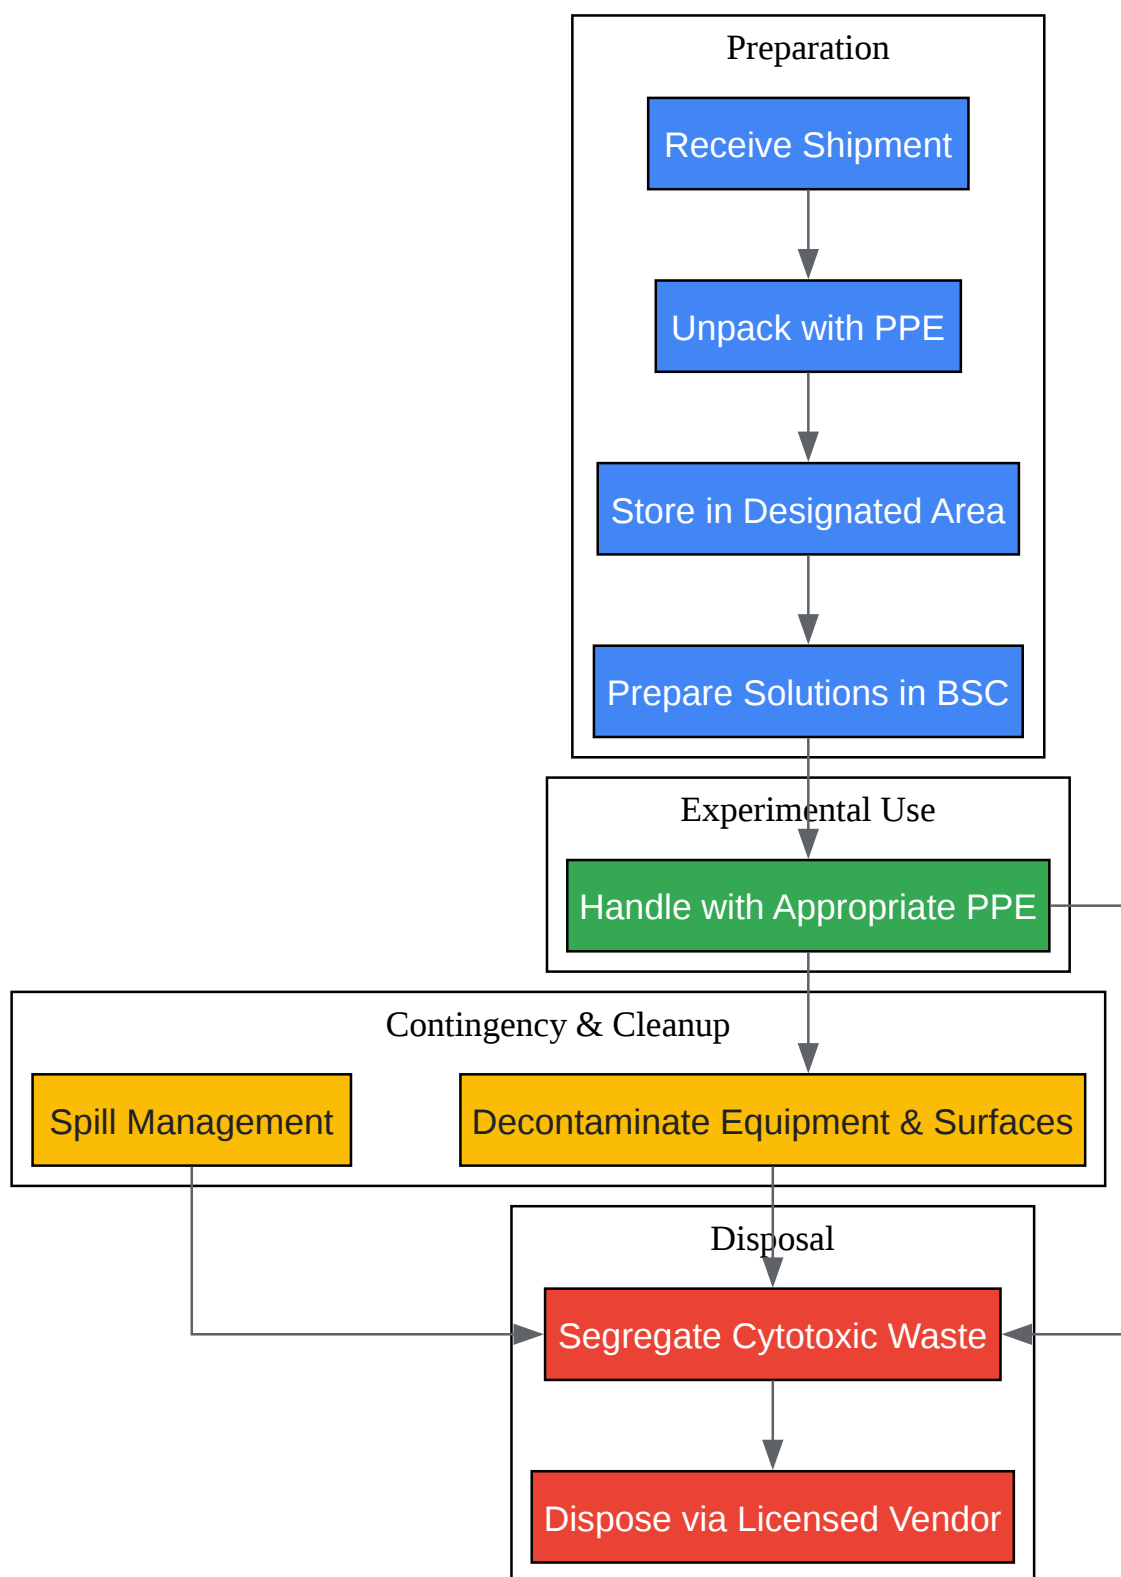 Preparation
Receive Shipment
Unpack with PPE
Store in Designated Area
Prepare Solutions in BSC
Experimental Use
Handle with Appropriate PPE
Contingency & Cleanup
Spill Management
Decontaminate Equipment & Surfaces
Disposal
Segregate Cytotoxic Waste
Dispose via Licensed Vendor